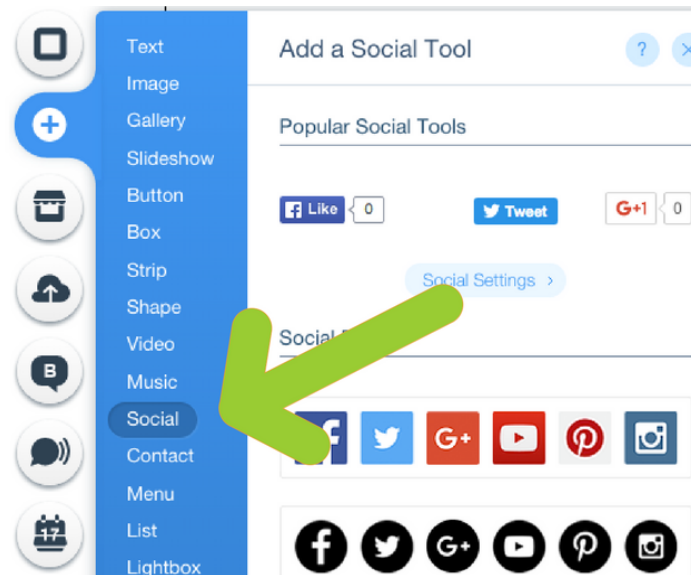 Text
Image
Gallery
Slideshow
Button
Box
Strip
Shape
Video
Music
Social
Contact
Menu
List
Lightbox
Add a Social Tool
?
Popular Social Tools
Like 0
Tweet
G+1 0
Social Settings >
Social
G+
G+
B
17